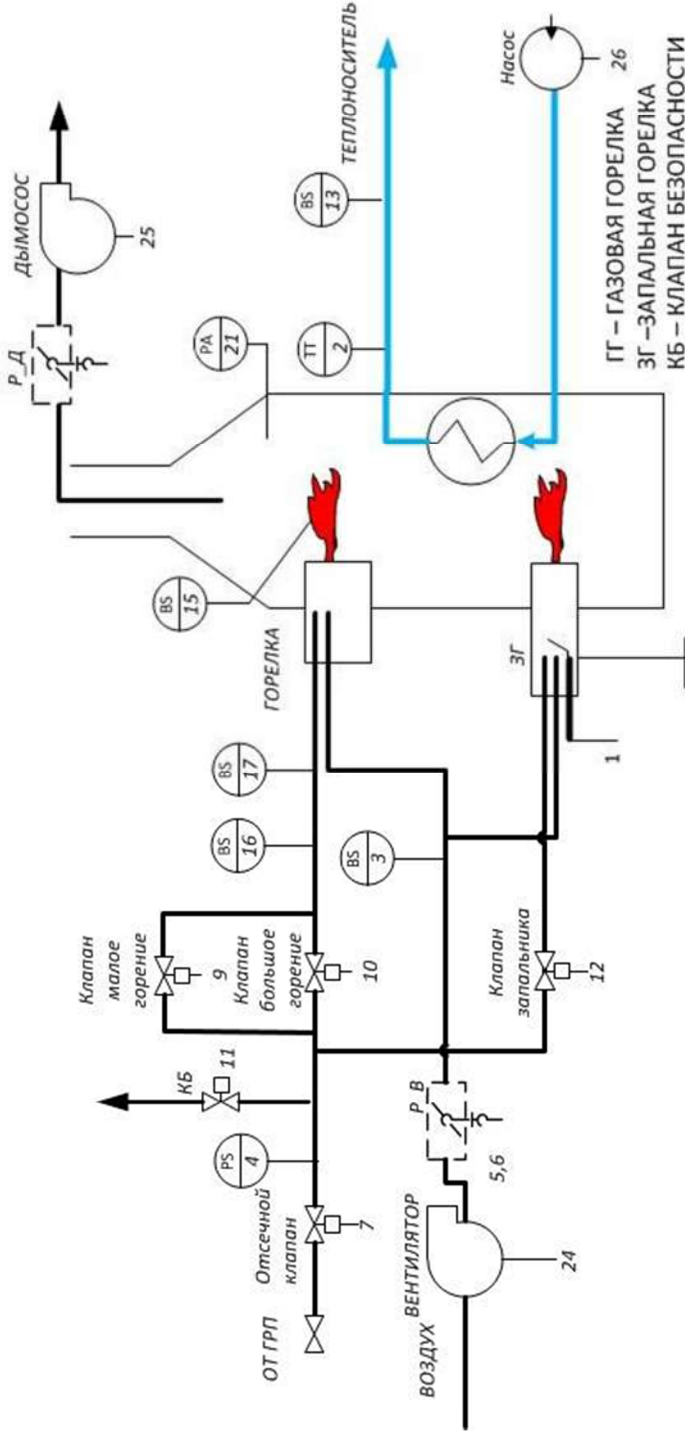 ОТ ГРП
Отсечной
клапан
7
PS
4
КБ
11
Клапан
малое
горение
9
Клапан
большое
горение
10
BS
16
BS
17
ГОРЕЛКА
BS
15
Р_Д
ДЫМОСОС
25
PA
21
TT
2
BS
13
ТЕПЛОНОСИТЕЛЬ
Насос
26
ВОЗДУХ
ВЕНТИЛЯТОР
24
Р_В
5,6
BS
3
Клапан
запальника
12
ЗГ
1
ГГ – ГАЗОВАЯ ГОРЕЛКА
ЗГ –ЗАПАЛЬНАЯ ГОРЕЛКА
КБ – КЛАПАН БЕЗОПАСНОСТИ